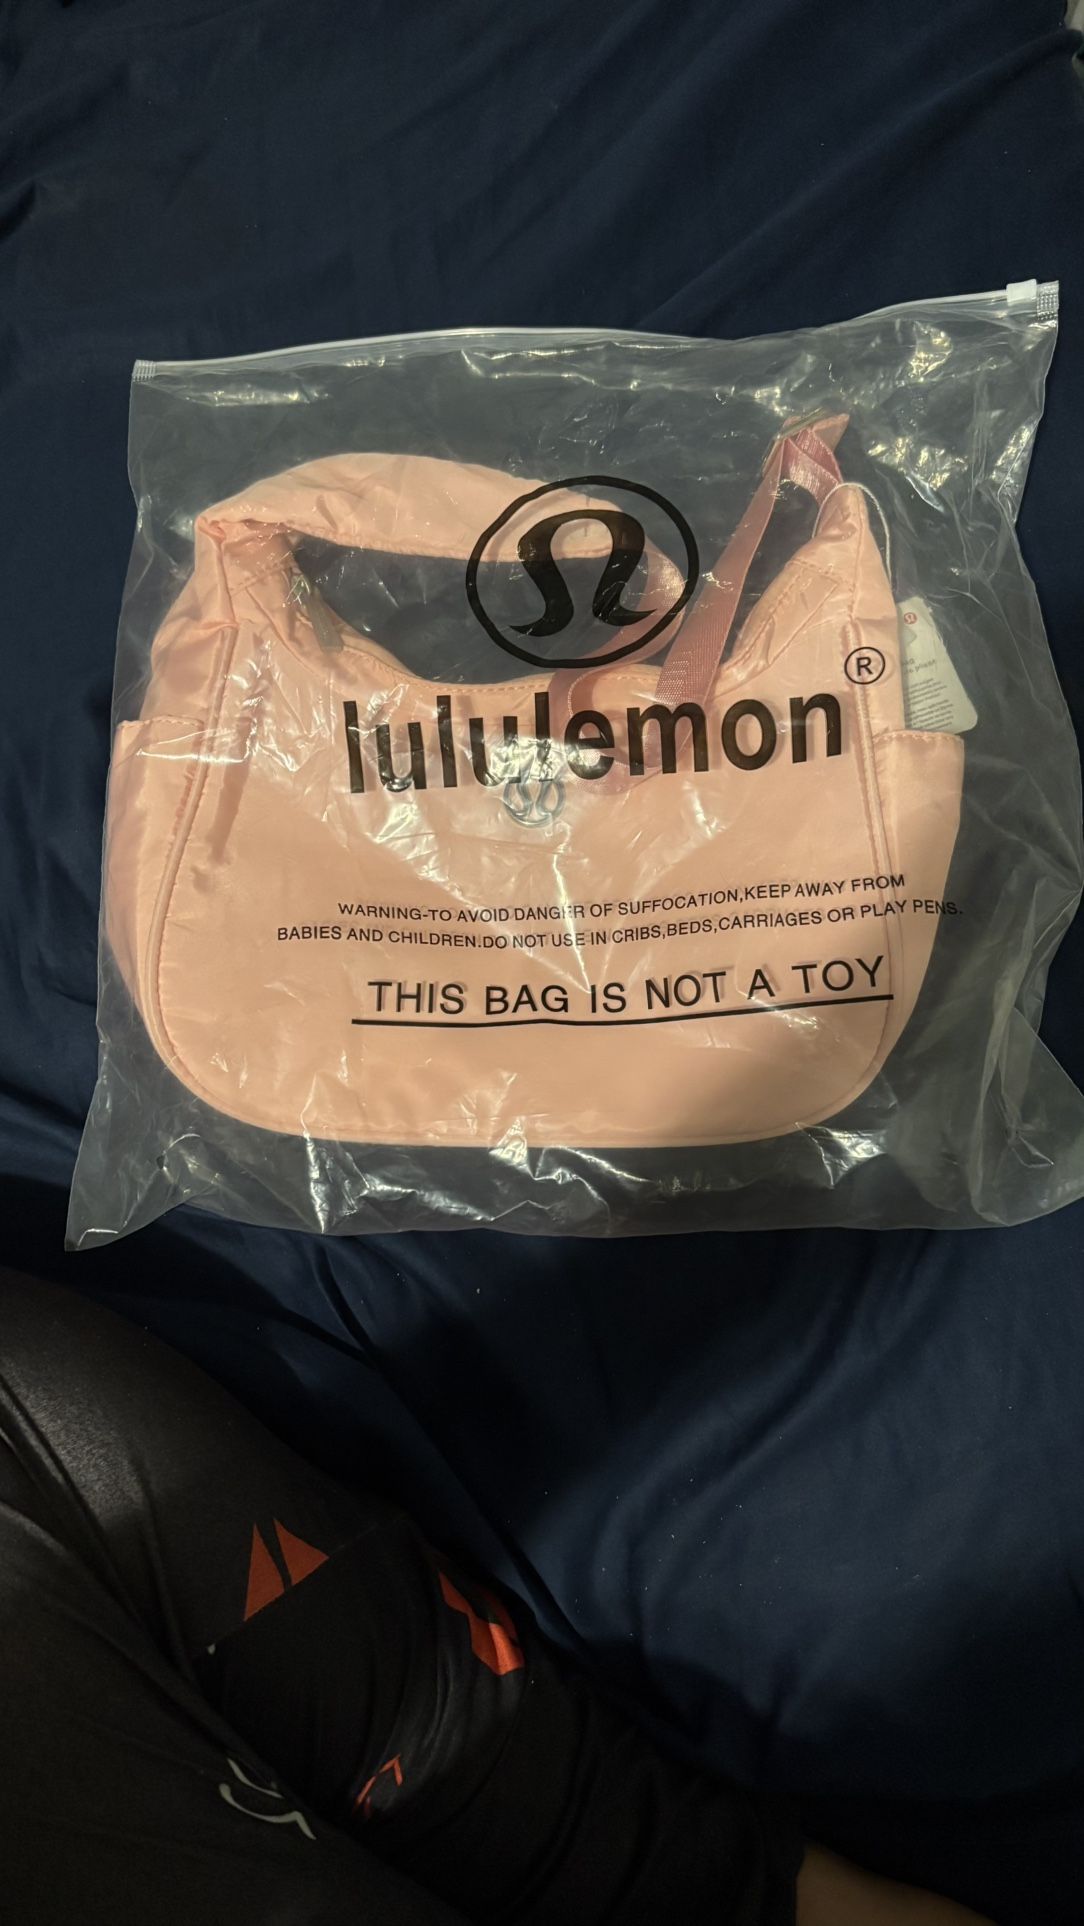 lululemon®
WARNING-TO AVOID DANGER OF SUFFOCATION,KEEP AWAY FROM
BABIES AND CHILDREN.DO NOT USE IN CRIBS,BEDS,CARRIAGES OR PLAY PENS.
THIS BAG IS NOT A TOY